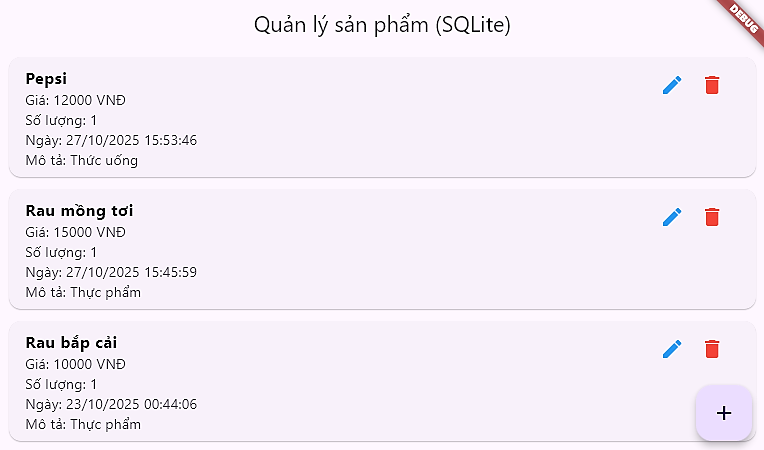 Quản lý sản phẩm (SQLite)
DEBUG
Pepsi
Giá: 12000 VNĐ
Số lượng: 1
Ngày: 27/10/2025 15:53:46
Mô tả: Thức uống
Rau mồng tơi
Giá: 15000 VNĐ
Số lượng: 1
Ngày: 27/10/2025 15:45:59
Mô tả: Thực phẩm
Rau bắp cải
Giá: 10000 VNĐ
Số lượng: 1
Ngày: 23/10/2025 00:44:06
Mô tả: Thực phẩm